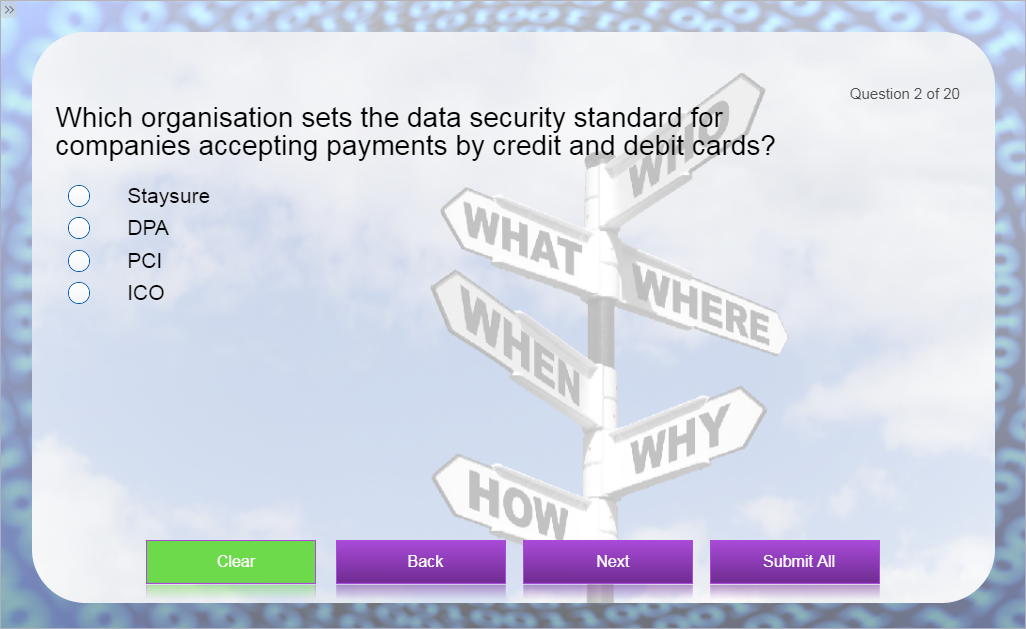 »
Question 2 of 20
Which organisation sets the data security standard for
companies accepting payments by credit and debit cards?
Staysure
DPA
PCI
ICO
WHO
WHAT
WHERE
WHEN
WHY
HOW
Clear
Back
Next
Submit All